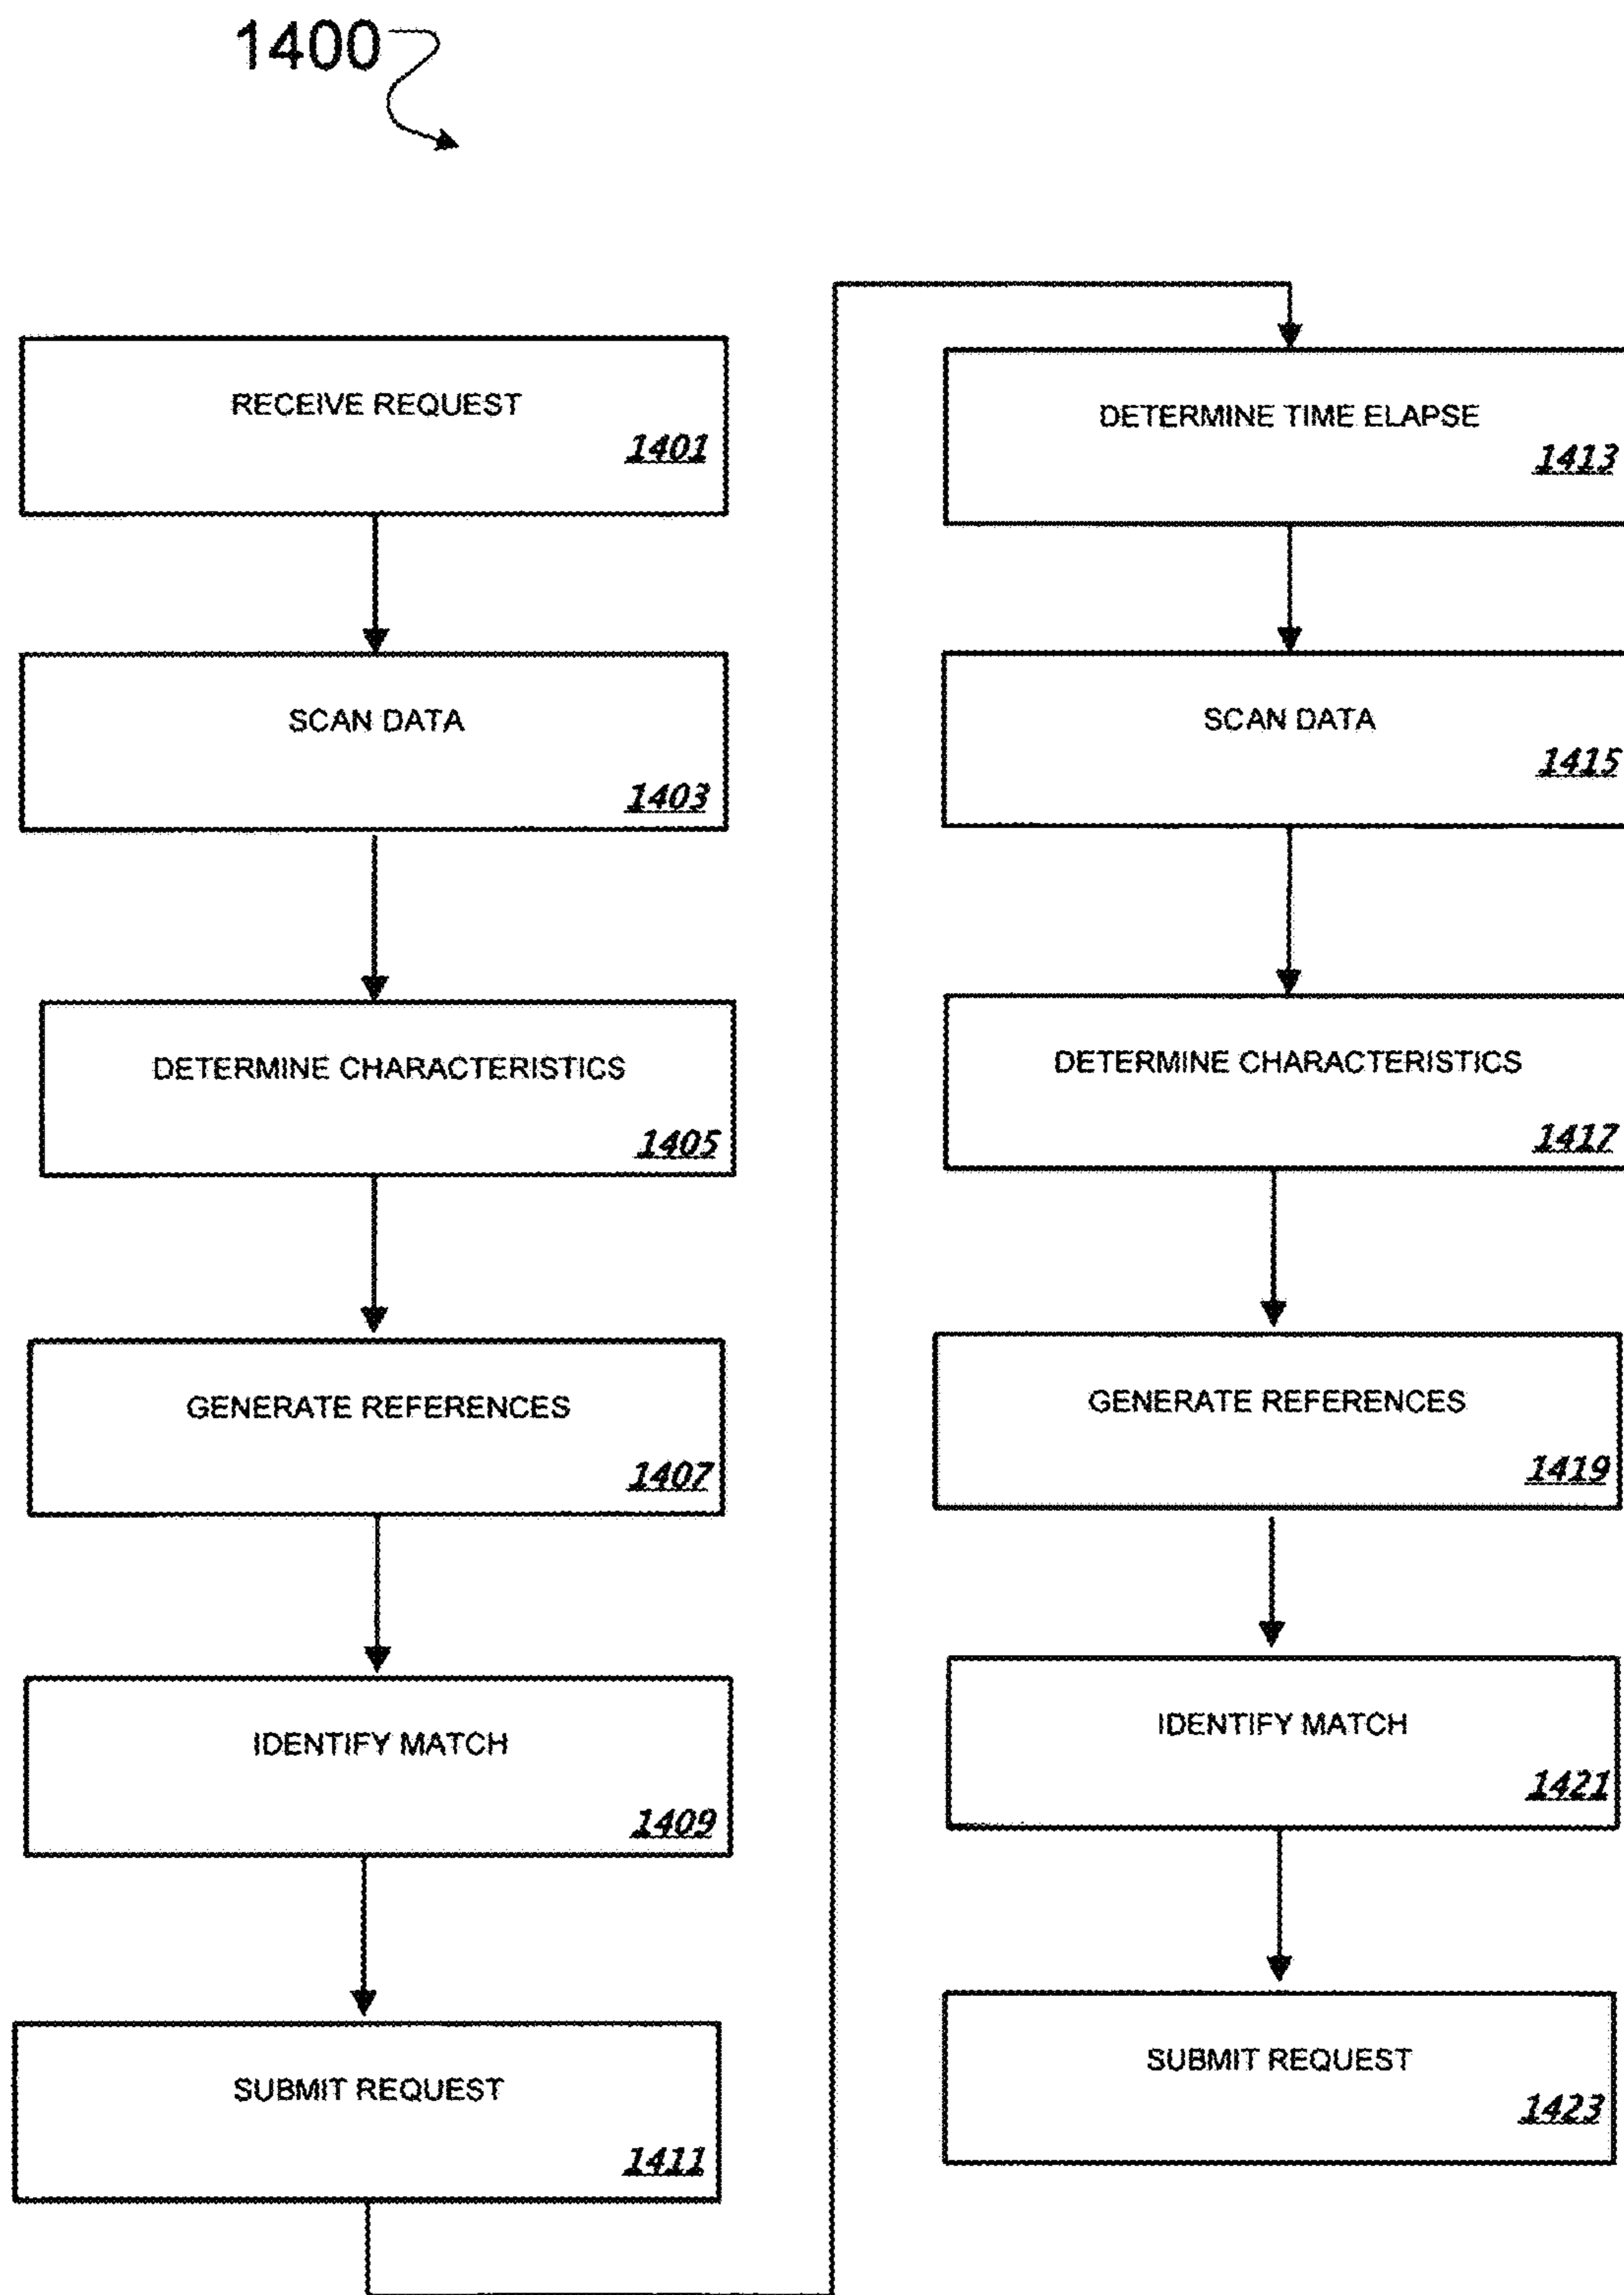 1400
RECEIVE REQUEST
1401
SCAN DATA
1403
DETERMINE CHARACTERISTICS
1405
GENERATE REFERENCES
1407
IDENTIFY MATCH
1409
SUBMIT REQUEST
1411
DETERMINE TIME ELAPSE
1413
SCAN DATA
1415
DETERMINE CHARACTERISTICS
1417
GENERATE REFERENCES
1419
IDENTIFY MATCH
1421
SUBMIT REQUEST
1423